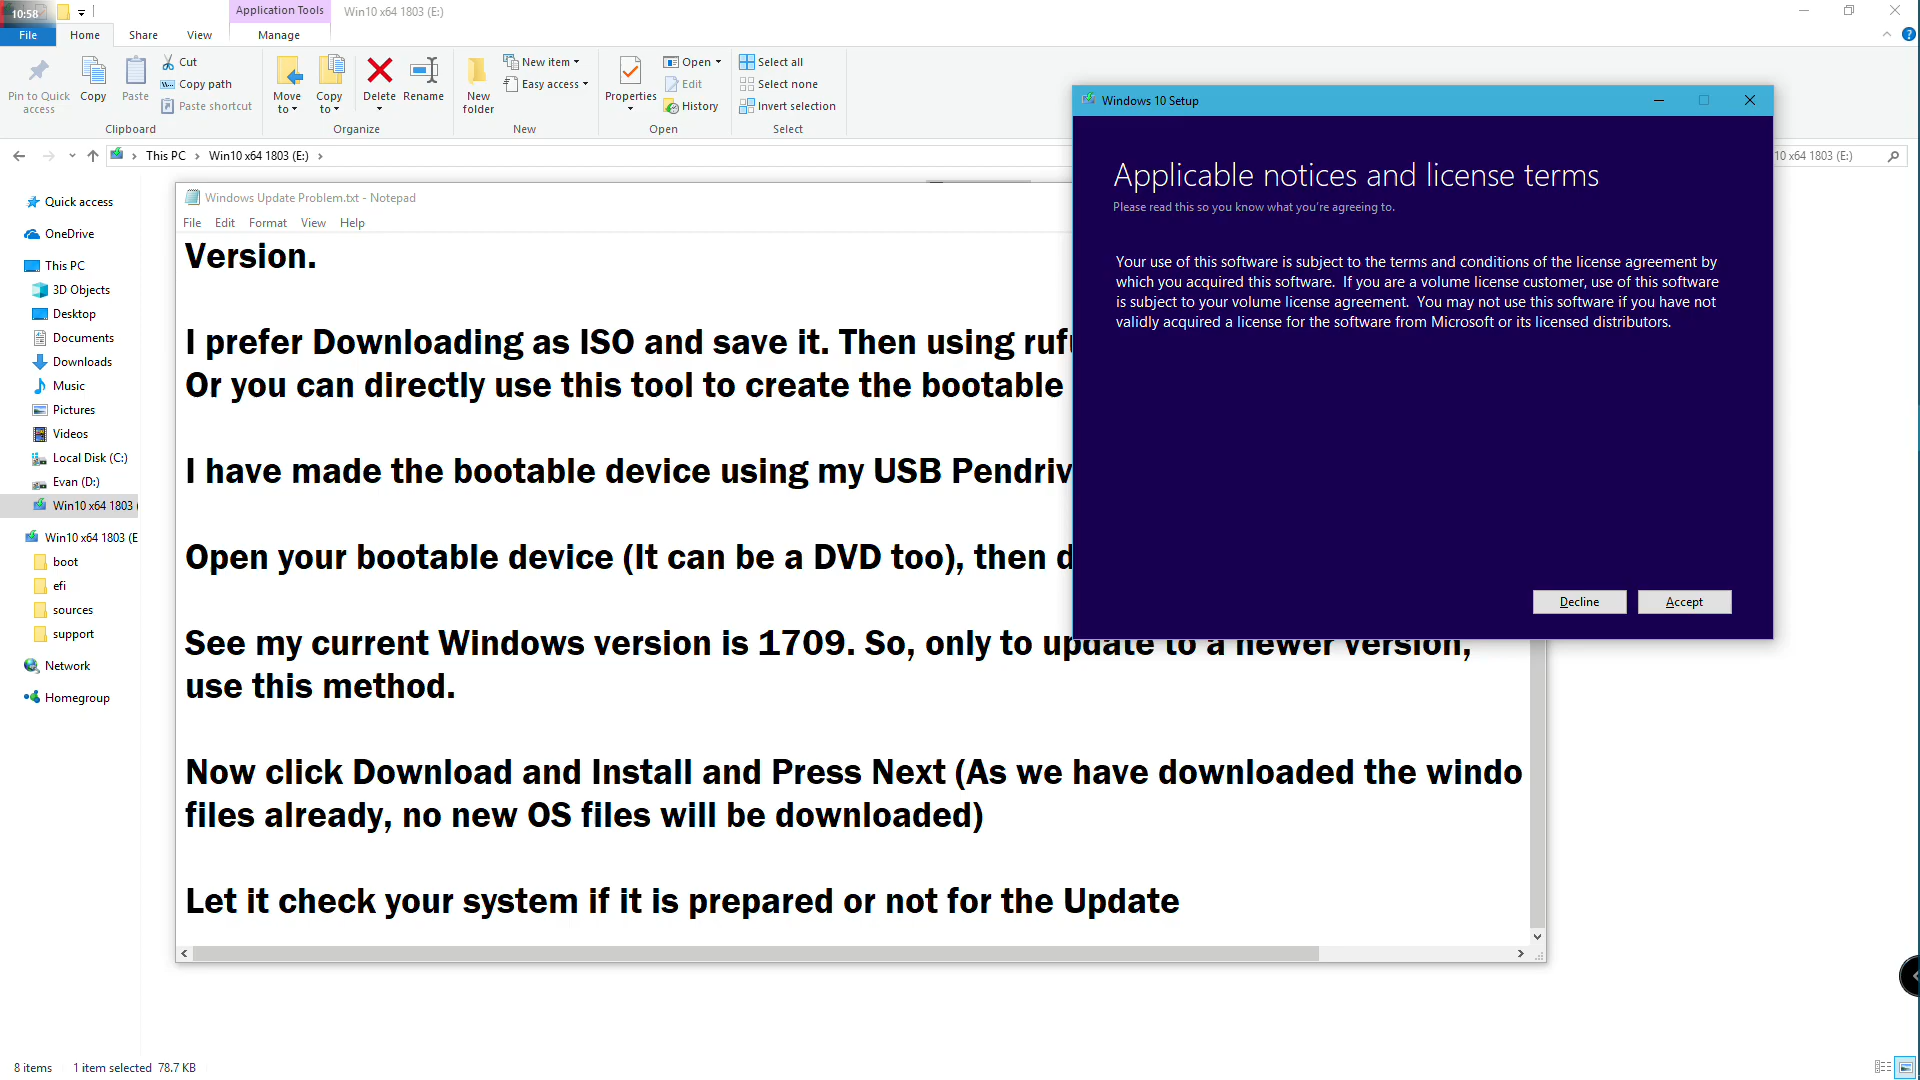 10:58
Application Tools
Win10 x64 1803 (E:)
File
Home
Share
View
Manage
Pin to Quick access
Copy
Paste
Cut
Copy path
Paste shortcut
Clipboard
Move to
Copy to
Delete
Rename
Organize
New folder
New item
Easy access
New
Properties
Open
Edit
History
Open
Select all
Select none
Invert selection
Select
This PC
Win10 x64 1803 (E:)
10 x64 1803 (E:)
Quick access
OneDrive
This PC
3D Objects
Desktop
Documents
Downloads
Music
Pictures
Videos
Local Disk (C:)
Evan (D:)
Win10 x64 1803 (
Win10 x64 1803 (E
boot
efi
sources
support
Network
Homegroup
Windows Update Problem.txt - Notepad
File Edit Format View Help
Version.
I prefer Downloading as ISO and save it. Then using ruf
Or you can directly use this tool to create the bootable
I have made the bootable device using my USB Pendriv
Open your bootable device (It can be a DVD too), then d
See my current Windows version is 1709. So, only to update to a newer version,
use this method.
Now click Download and Install and Press Next (As we have downloaded the windo
files already, no new OS files will be downloaded)
Let it check your system if it is prepared or not for the Update
Windows 10 Setup
Applicable notices and license terms
Please read this so you know what you're agreeing to.
Your use of this software is subject to the terms and conditions of the license agreement by
which you acquired this software. If you are a volume license customer, use of this software
is subject to your volume license agreement. You may not use this software if you have not
validly acquired a license for the software from Microsoft or its licensed distributors.
Decline
Accept
8 items
1 item selected 78.7 KB